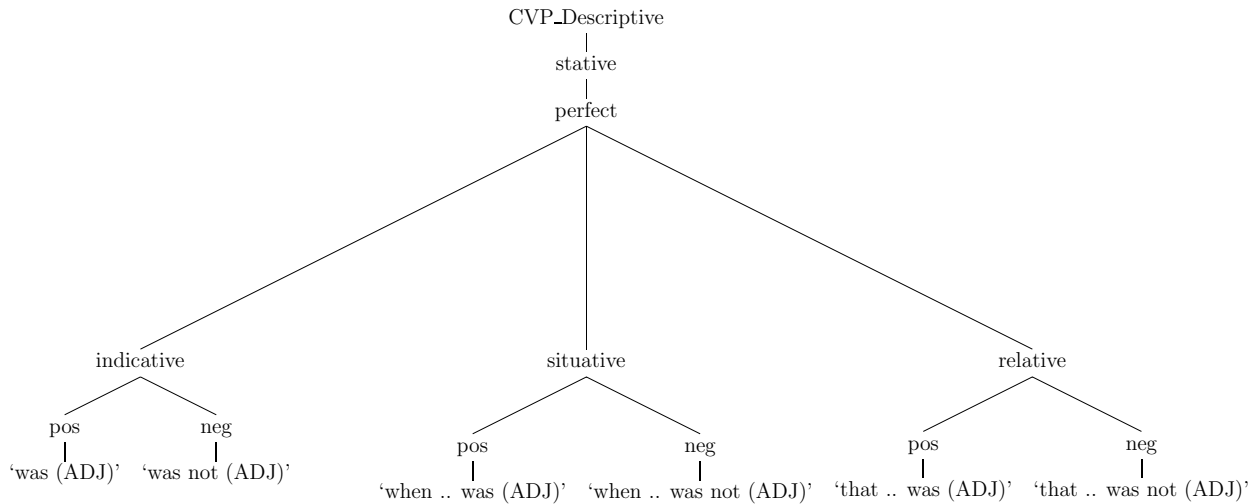 CVP_Descriptive
stative
perfect
indicative situative relative
pos neg pos neg pos neg
‘was (ADJ)’ ‘was not (ADJ)’ ‘when .. was (ADJ)’ ‘when .. was not (ADJ)’ ‘that .. was (ADJ)’ ‘that .. was not (ADJ)’